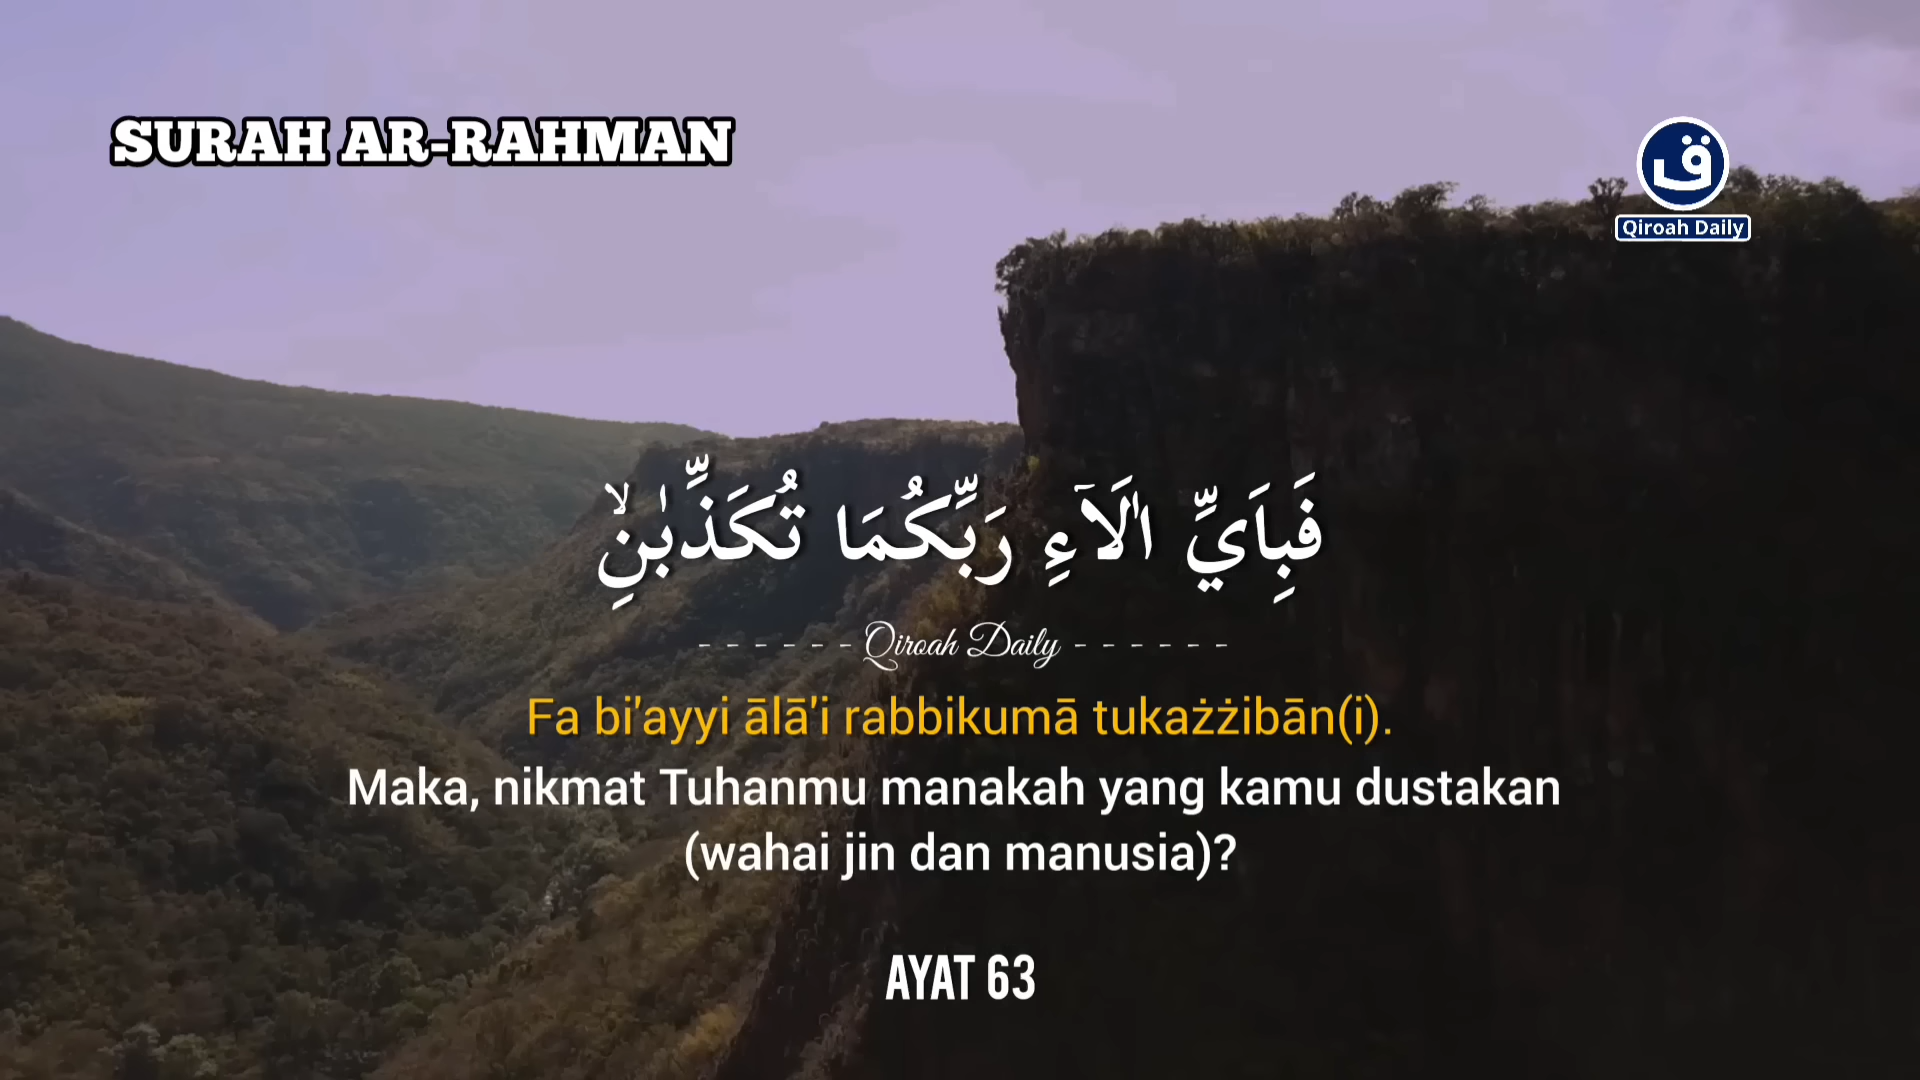 SURAH AR-RAHMAN
ق
Qiroah Daily
فَبِاَيِّ اٰلَاۤءِ رَبِّكُمَا تُكَذِّبٰنِۙ
Qiroah Daily
Fa bi'ayyi ālā'i rabbikumā tukażżibān(i).
Maka, nikmat Tuhanmu manakah yang kamu dustakan
(wahai jin dan manusia)?
AYAT 63